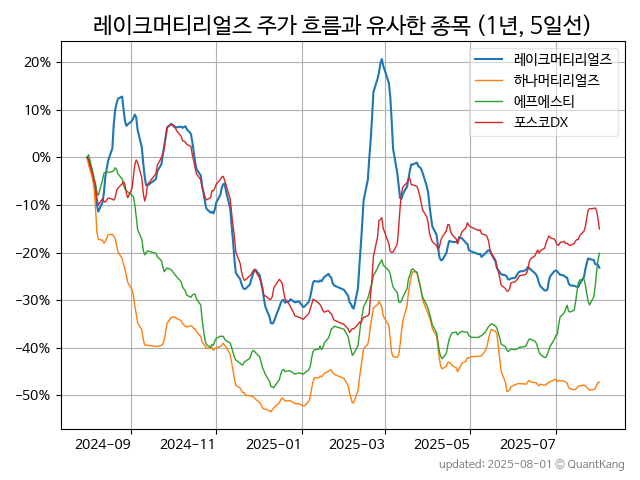 레이크머티리얼즈 주가 흐름과 유사한 종목 (1년, 5일선)
레이크머티리얼즈
하나머티리얼즈
에프에스티
포스코DX
20%
10%
0%
−10%
−20%
−30%
−40%
−50%
2024-09 2024-11 2025-01 2025-03 2025-05 2025-07
updated: 2025-08-01 © QuantKang